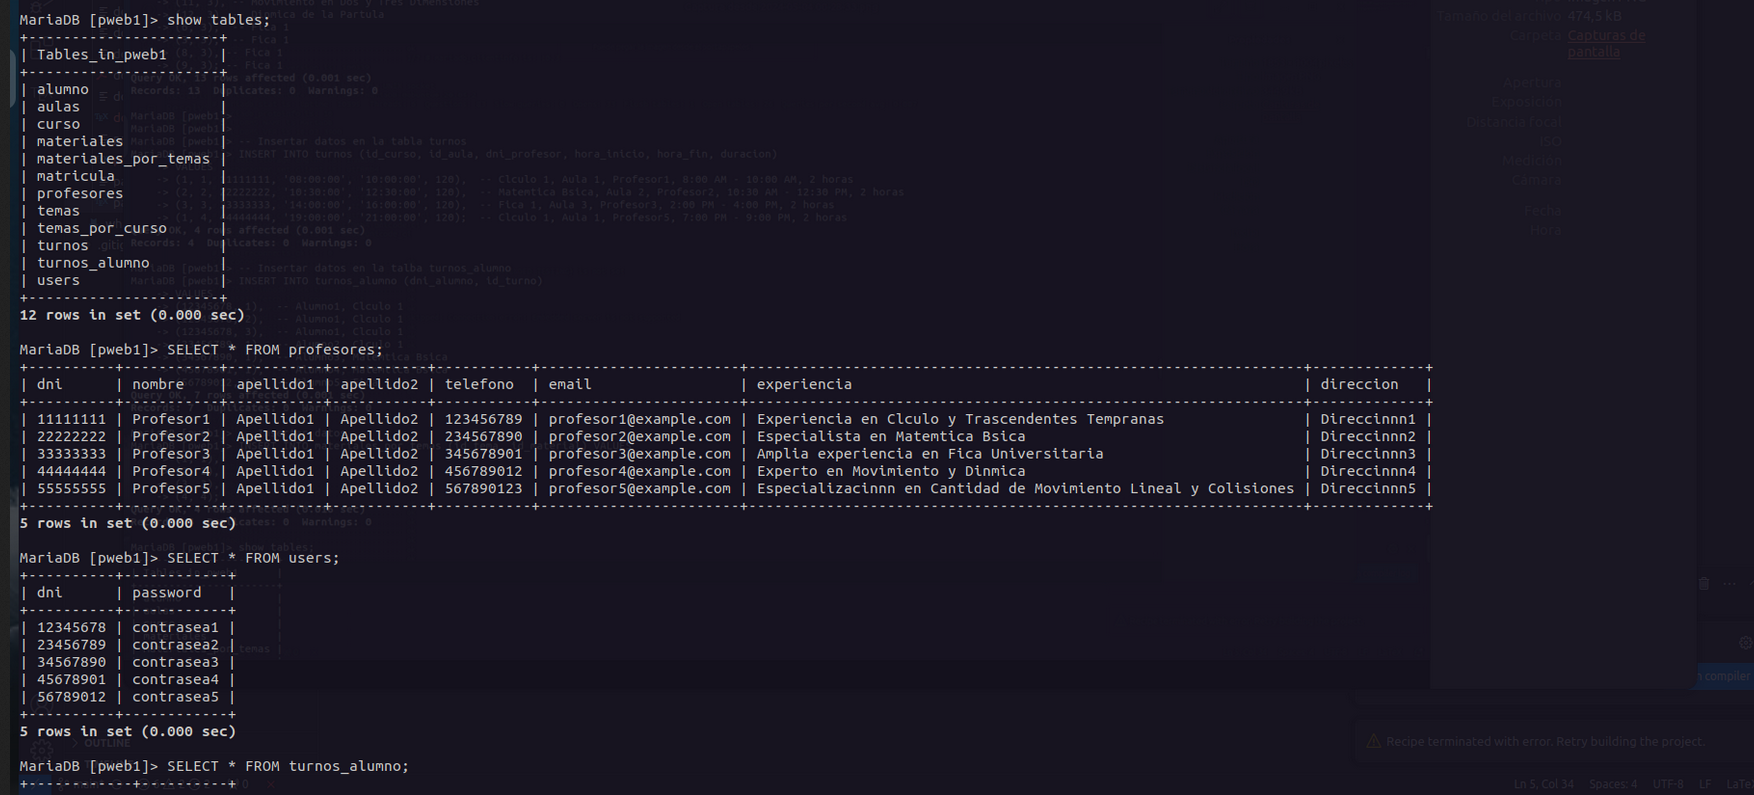 MariaDB [pweb1]> show tables;
+-----------------------+
| Tables_in_pweb1       |
+-----------------------+
| alumno                |
| aulas                 |
| curso                 |
| materiales            |
| materiales_por_temas  |
| matricula             |
| profesores            |
| temas                 |
| temas_por_curso       |
| turnos                |
| turnos_alumno         |
| users                 |
+-----------------------+
12 rows in set (0.000 sec)
MariaDB [pweb1]> SELECT * FROM profesores;
| dni      | nombre    | apellido1 | apellido2 | telefono  | email                 | experiencia | direccion   |
| 11111111 | Profesor1 | Apellido1 | Apellido2 | 123456789 | profesor1@example.com | Experiencia en Clculo y Trascendentes Tempranas | Direccinnn1 |
| 22222222 | Profesor2 | Apellido1 | Apellido2 | 234567890 | profesor2@example.com | Especialista en Matemtica Bsica | Direccinnn2 |
| 33333333 | Profesor3 | Apellido1 | Apellido2 | 345678901 | profesor3@example.com | Amplia experiencia en Fica Universitaria | Direccinnn3 |
| 44444444 | Profesor4 | Apellido1 | Apellido2 | 456789012 | profesor4@example.com | Experto en Movimiento y Dinmica | Direccinnn4 |
| 55555555 | Profesor5 | Apellido1 | Apellido2 | 567890123 | profesor5@example.com | Especializacinnn en Cantidad de Movimiento Lineal y Colisiones | Direccinnn5 |
5 rows in set (0.000 sec)
MariaDB [pweb1]> SELECT * FROM users;
+----------+------------+
| dni      | password   |
+----------+------------+
| 12345678 | contrasea1 |
| 23456789 | contrasea2 |
| 34567890 | contrasea3 |
| 45678901 | contrasea4 |
| 56789012 | contrasea5 |
+----------+------------+
5 rows in set (0.000 sec)
MariaDB [pweb1]> SELECT * FROM turnos_alumno;
Tamaño del archivo 474,5 kB
Carpeta Capturas de
pantalla
Apertura
Exposición
Distancia focal
ISO
Medición
Cámara
Fecha
Hora
Recipe terminated with error. Retry building the project.
OUTLINE
Ln 5, Col 34 Spaces: 4 UTF-8 LF